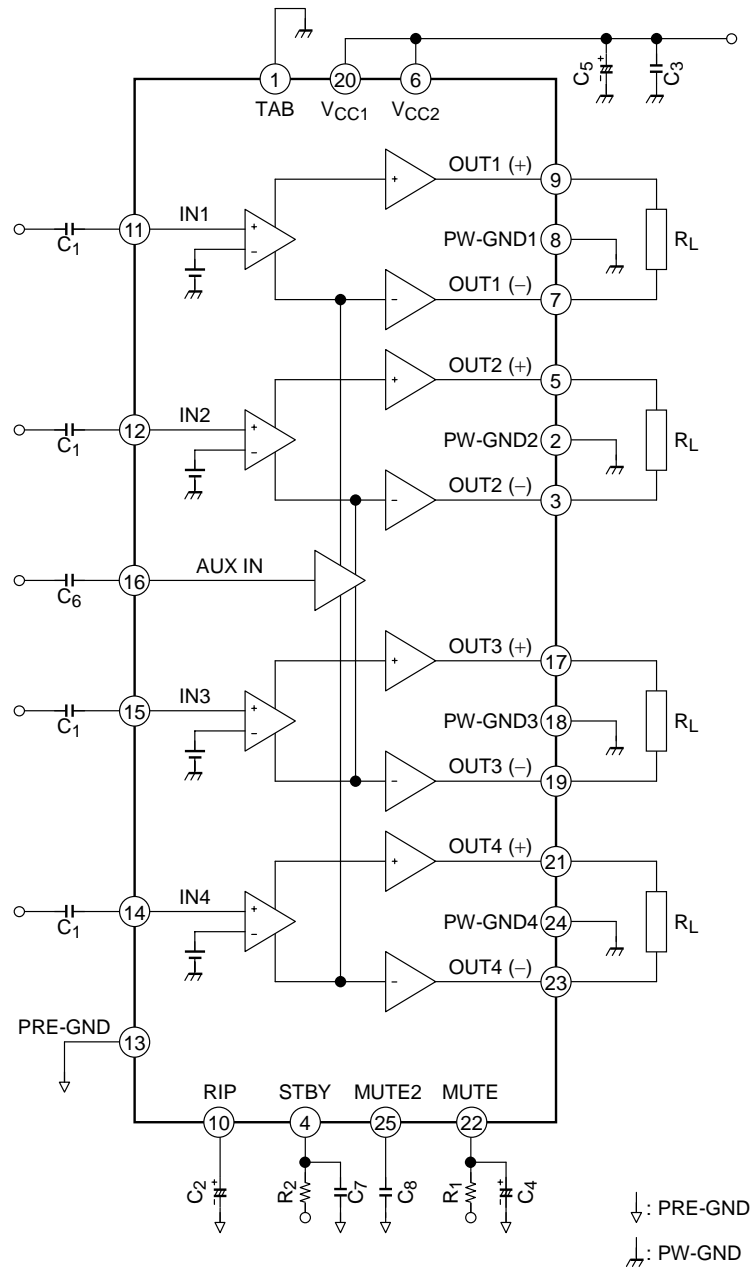 1 20 6
TAB VCC1 VCC2
C5 - + C3
OUT1 (+) 9
+
IN1
C1 11 + -
PW-GND1 8 RL
OUT1 (−) 7
-
OUT2 (+) 5
+
IN2
C1 12 + -
PW-GND2 2 RL
OUT2 (−) 3
-
AUX IN
C6 16
OUT3 (+) 17
+
IN3
C1 15 + -
PW-GND3 18 RL
OUT3 (−) 19
-
OUT4 (+) 21
+
IN4
C1 14 + -
PW-GND4 24 RL
OUT4 (−) 23
-
PRE-GND 13
RIP STBY MUTE2 MUTE
10 4 25 22
C2 - + R2 C7 C8 R1 C4 - +
: PRE-GND
: PW-GND